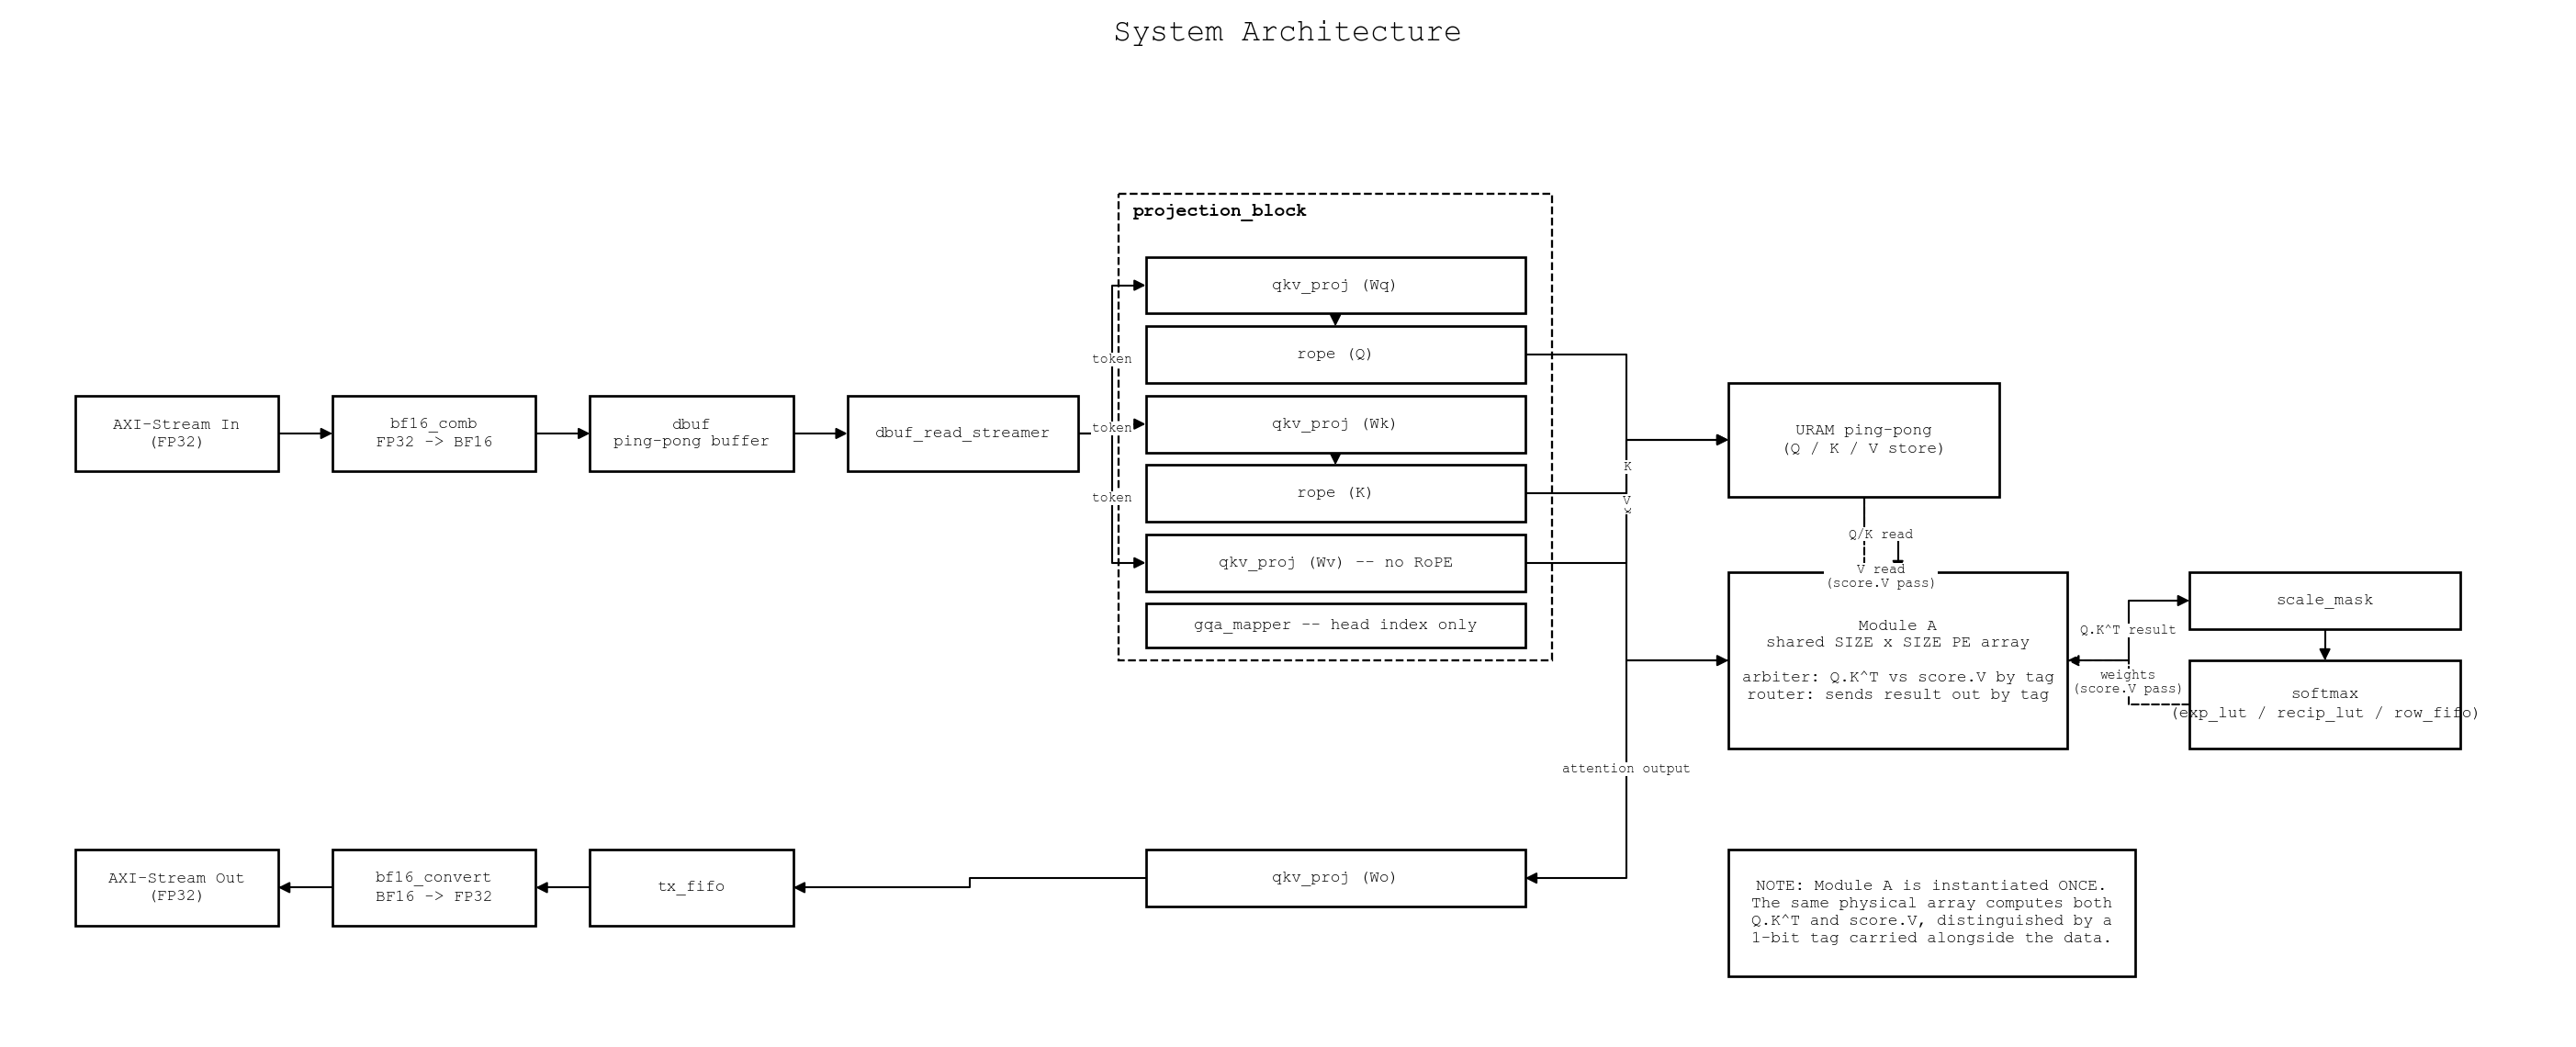 System Architecture
projection_block
qkv_proj (Wq)
rope (Q)
token
qkv_proj (Wk)
token
rope (K)
token
qkv_proj (Wv) -- no RoPE
gqa_mapper -- head index only
AXI-Stream In
(FP32)
bf16_comb
FP32 -> BF16
dbuf
ping-pong buffer
dbuf_read_streamer
K
V
URAM ping-pong
(Q / K / V store)
Q/K read
V read
(score.V pass)
Module A
shared SIZE x SIZE PE array
arbiter: Q.K^T vs score.V by tag
router: sends result out by tag
Q.K^T result
weights
(score.V pass)
scale_mask
softmax
(exp_lut / recip_lut / row_fifo)
attention output
AXI-Stream Out
(FP32)
bf16_convert
BF16 -> FP32
tx_fifo
qkv_proj (Wo)
NOTE: Module A is instantiated ONCE.
The same physical array computes both
Q.K^T and score.V, distinguished by a
1-bit tag carried alongside the data.